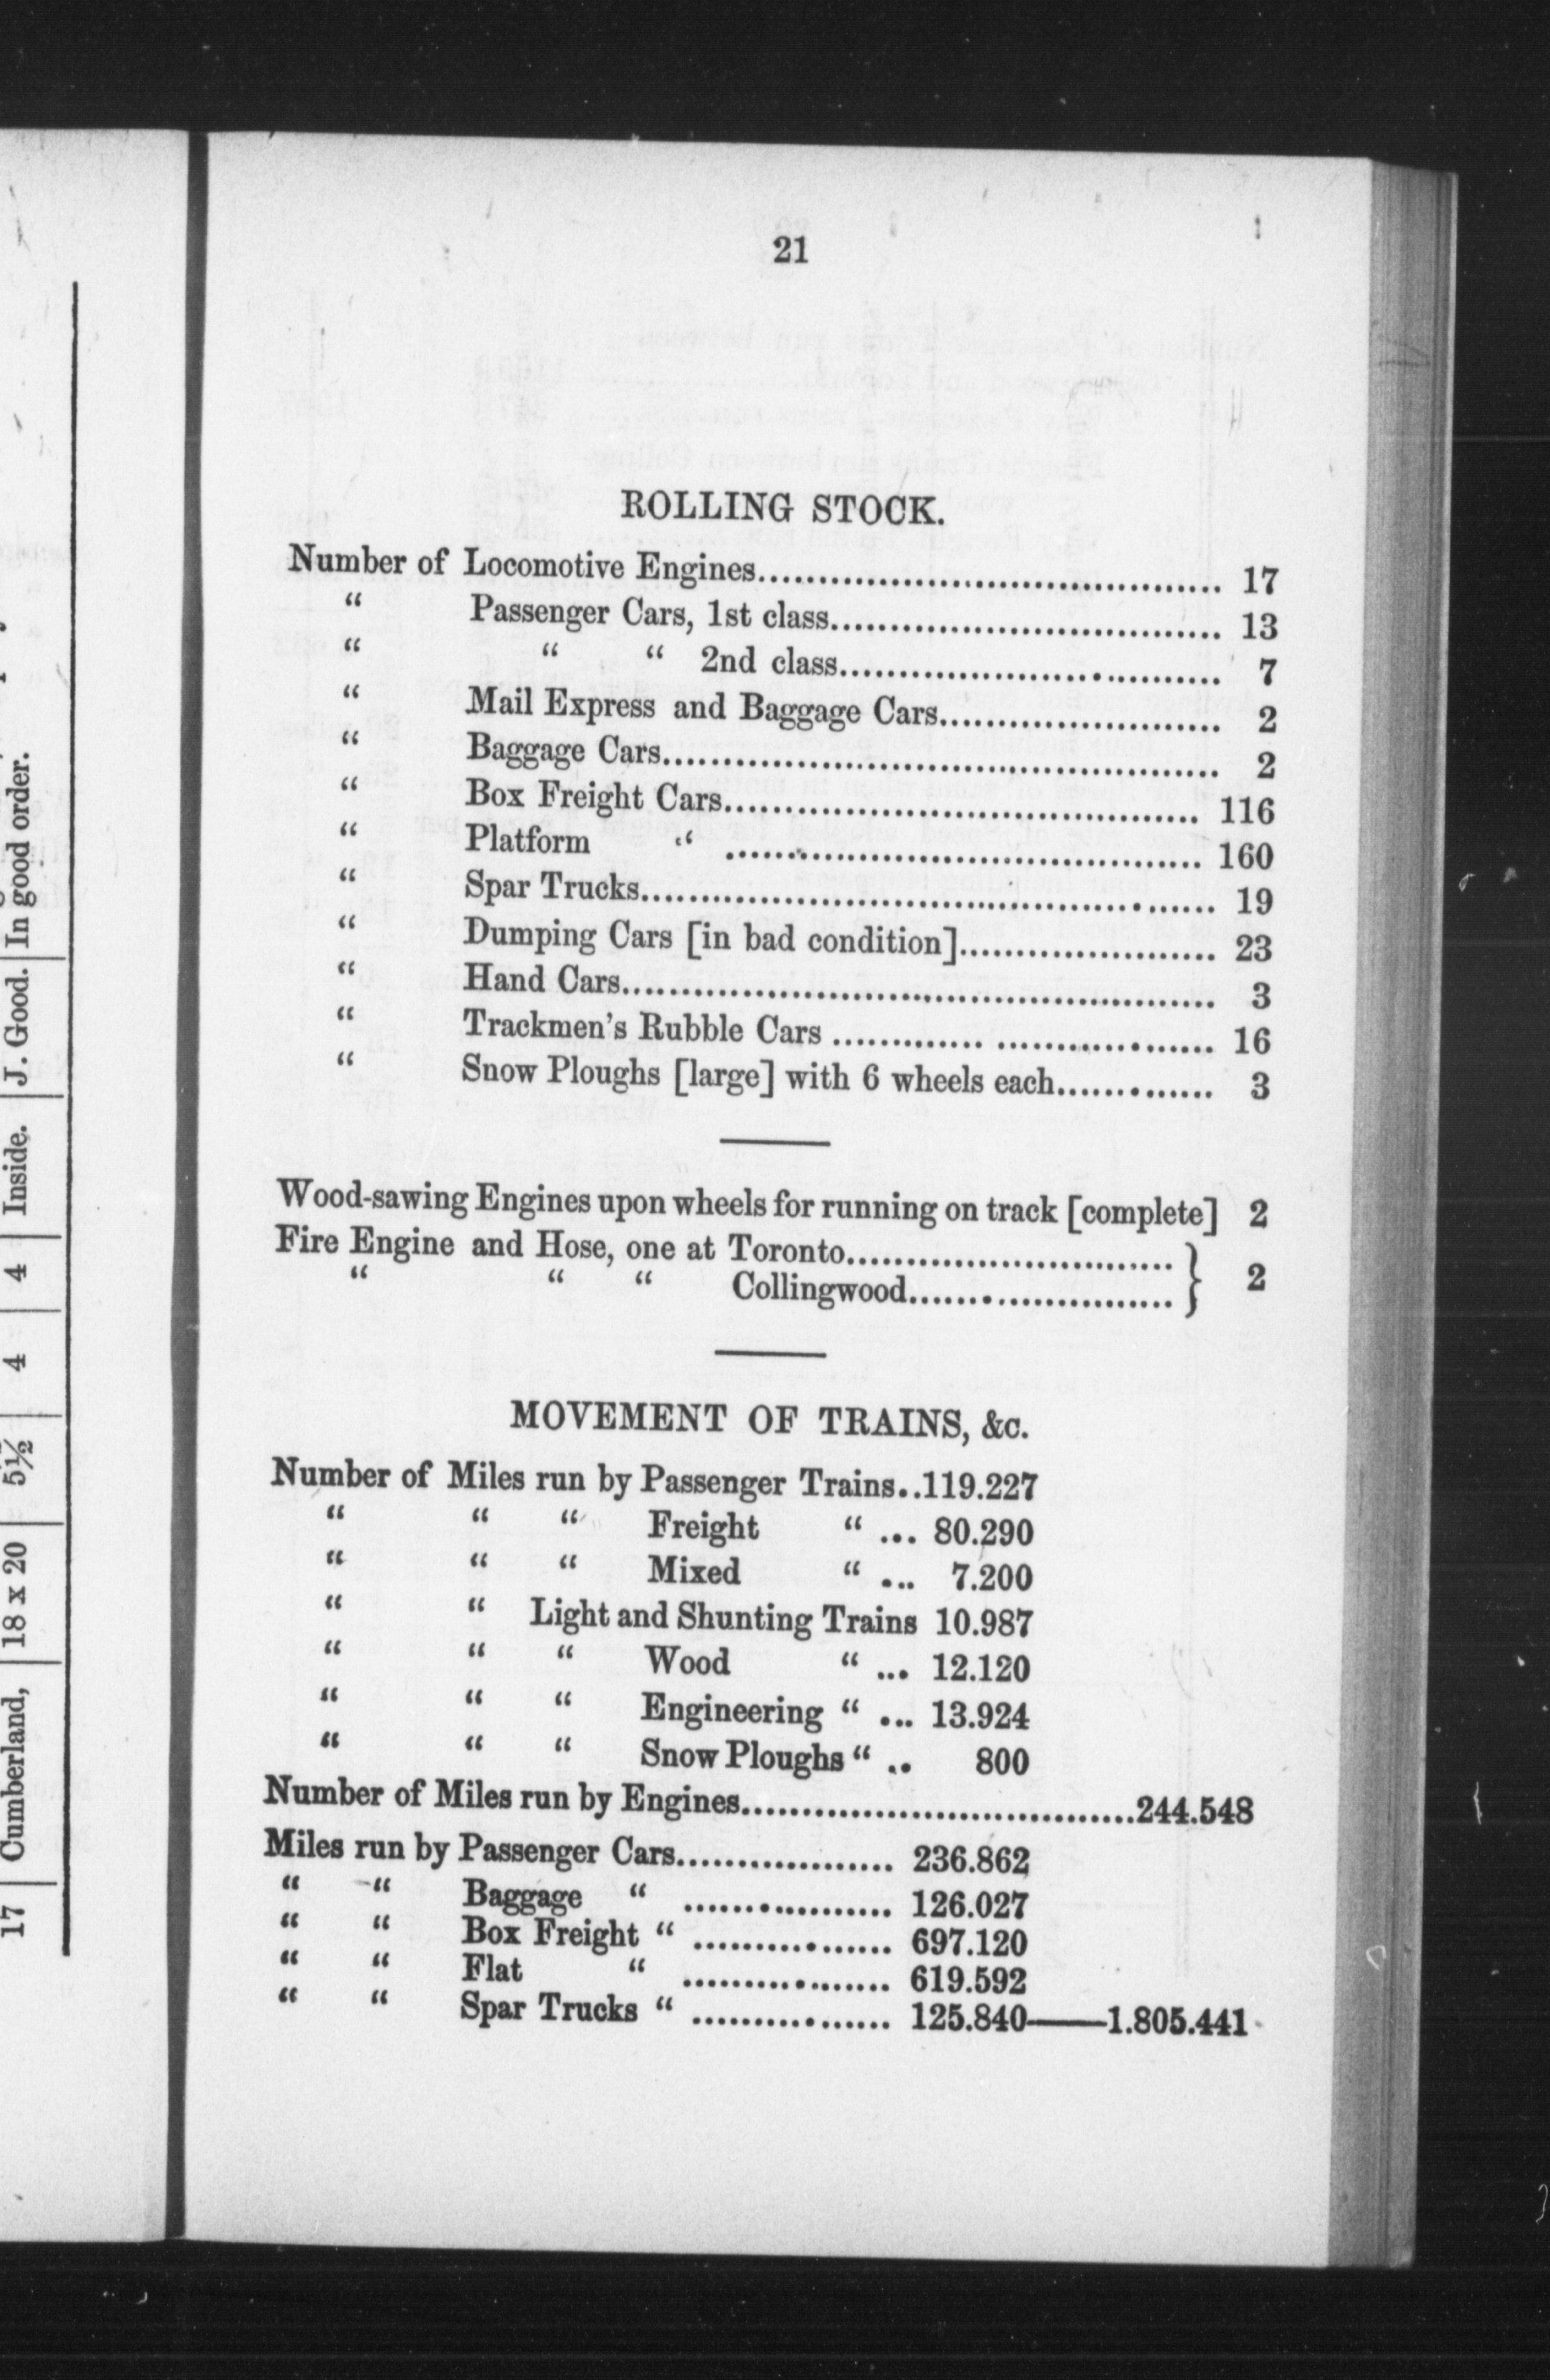 21
ROLLING STOCK.
Number of Locomotive Engines........................................ 17
“ Passenger Cars, 1st class................................. 13
“ “ “ 2nd class................................ 7
“ Mail Express and Baggage Cars........................ 2
“ Baggage Cars............................................... 2
“ Box Freight Cars........................................ 116
“ Platform “ ........................................ 160
“ Spar Trucks................................................ 19
“ Dumping Cars [in bad condition]...................... 23
“ Hand Cars.................................................. 3
“ Trackmen's Rubble Cars ............. .................. 16
“ Snow Ploughs [large] with 6 wheels each............. 3
Wood-sawing Engines upon wheels for running on track [complete] 2
Fire Engine and Hose, one at Toronto........................... } 2
“ “ “ Collingwood......................
MOVEMENT OF TRAINS, &c.
Number of Miles run by Passenger Trains..119.227
“ “ “ Freight “ ... 80.290
“ “ “ Mixed “ ... 7.200
“ “ Light and Shunting Trains 10.987
“ “ “ Wood “ ... 12.120
“ “ “ Engineering “ ... 13.924
“ “ “ Snow Ploughs “ .. 800
Number of Miles run by Engines.................................244.548
Miles run by Passenger Cars.................. 236.862
“ “ Baggage “ ................. 126.027
“ “ Box Freight “ ................ 697.120
“ “ Flat “ ................. 619.592
“ “ Spar Trucks “ ................ 125.840——1.805.441
17 | Cumberland, | 18 x 20 | 5½ | 4 | 4 | Inside. | J. Good. | In good order.